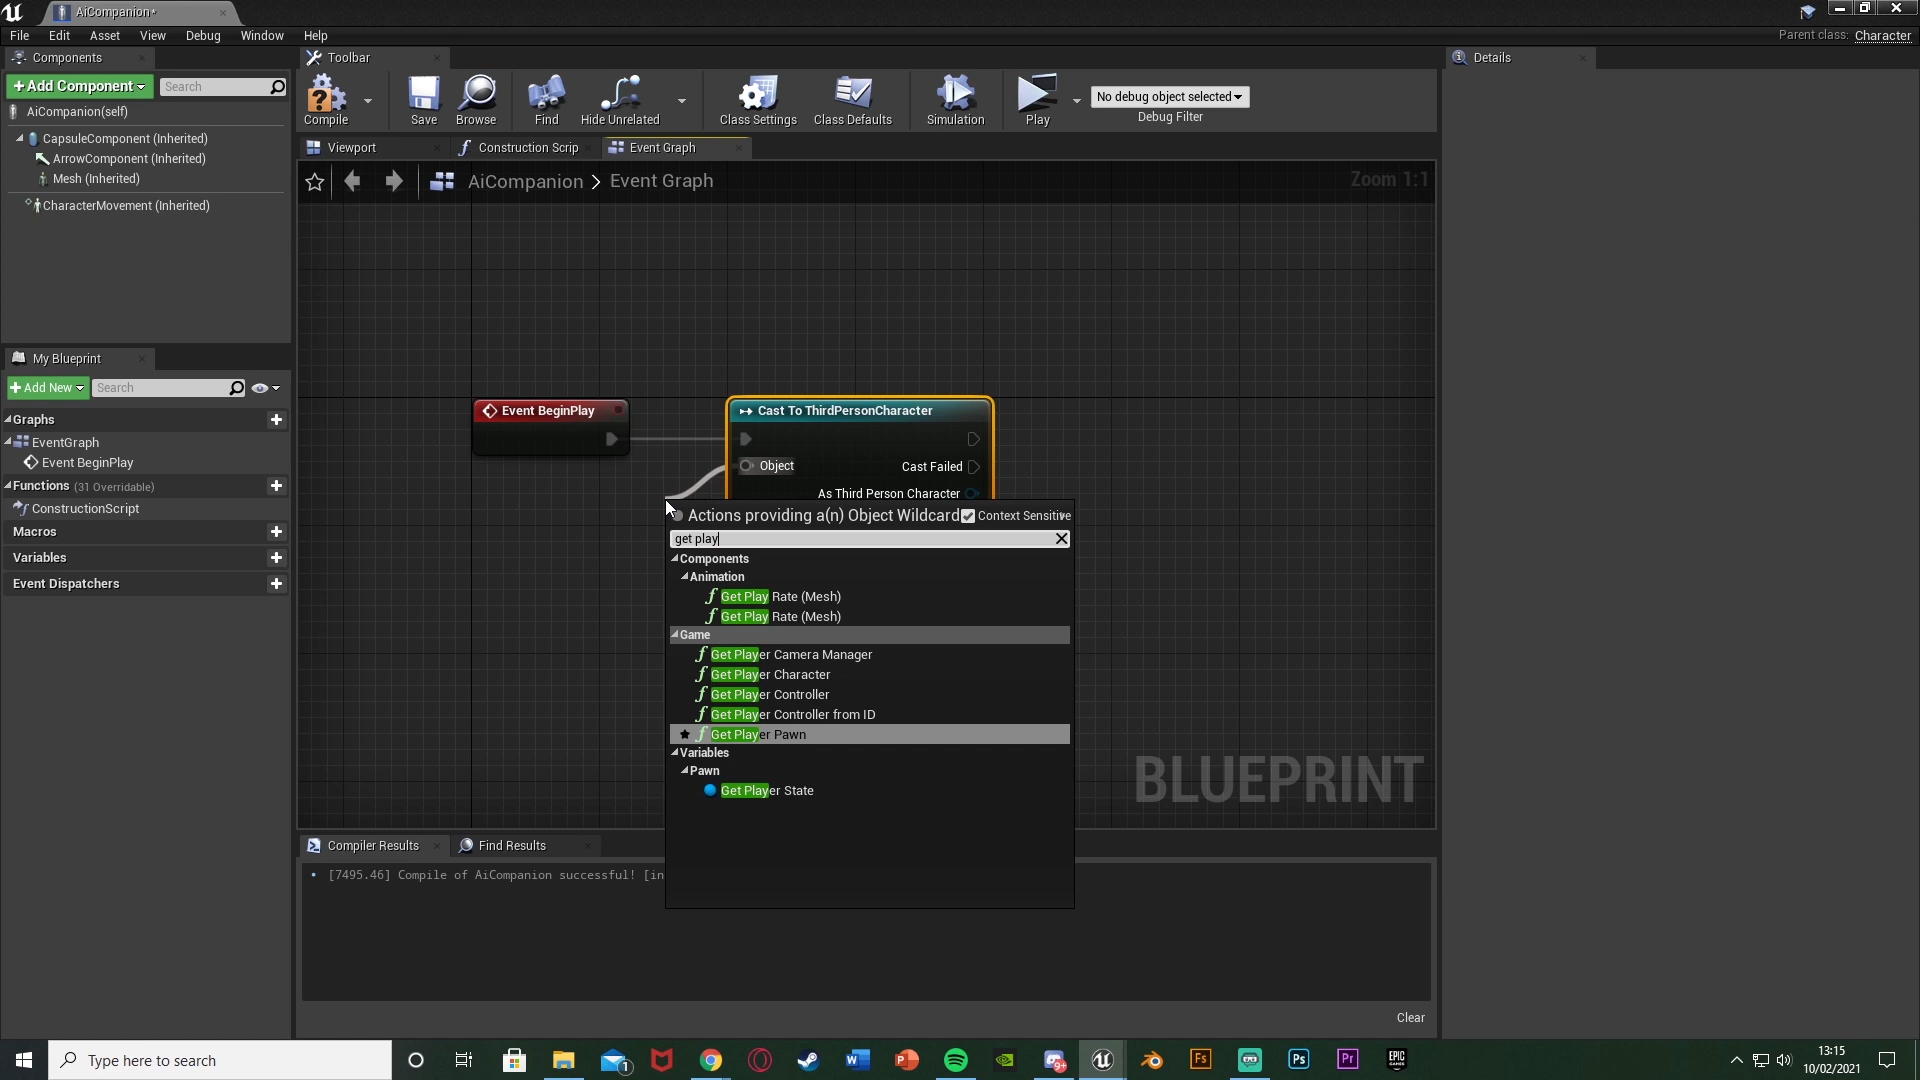 AiCompanion*
File Edit Asset View Debug Window Help
Parent class: Character
Components
Toolbar
Details
+Add Component
Search
AiCompanion(self)
CapsuleComponent (Inherited)
ArrowComponent (Inherited)
Mesh (Inherited)
CharacterMovement (Inherited)
Compile
Save
Browse
Find
Hide Unrelated
Class Settings
Class Defaults
Simulation
Play
No debug object selected
Debug Filter
Viewport
Construction Scrip
Event Graph
AiCompanion > Event Graph
Zoom 1:1
My Blueprint
+Add New
Search
Graphs
EventGraph
Event BeginPlay
Functions (31 Overridable)
ConstructionScript
Macros
Variables
Event Dispatchers
Event BeginPlay
Cast To ThirdPersonCharacter
Object
Cast Failed
As Third Person Character
Actions providing a(n) Object Wildcard
Context Sensitive
get play
Components
Animation
Get Play Rate (Mesh)
Get Play Rate (Mesh)
Game
Get Player Camera Manager
Get Player Character
Get Player Controller
Get Player Controller from ID
Get Player Pawn
Variables
Pawn
Get Player State
BLUEPRINT
Compiler Results
Find Results
[7495.46] Compile of AiCompanion successful! [in
Clear
Type here to search
1
W
P
9+
Fs
Ps
Pr
EPIC
GAMES
13:15
10/02/2021